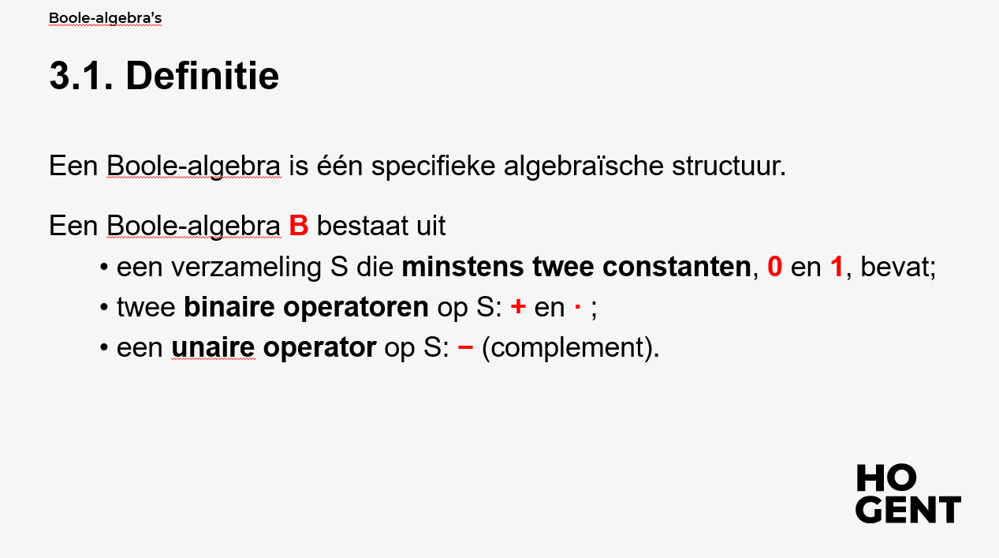 Boole-algebra’s
3.1. Definitie
Een Boole-algebra is één specifieke algebraïsche structuur.
Een Boole-algebra B bestaat uit
• een verzameling S die minstens twee constanten, 0 en 1, bevat;
• twee binaire operatoren op S: + en · ;
• een unaire operator op S: − (complement).
HO
GENT